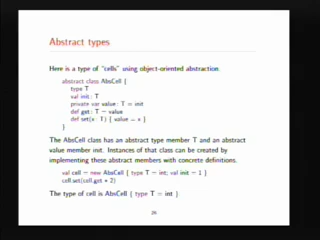 Abstract types
Here is a type of "cells" using object-oriented abstraction.
abstract class AbsCell {
type T
val init : T
private var value : T = init
def get : T = value
def set(x : T) { value = x }
}
The AbsCell class has an abstract type member T and an abstract
value member init. Instances of that class can be created by
implementing these abstract members with concrete definitions.
val cell = new AbsCell { type T = int; val init = 1 }
cell.set(cell.get * 2)
The type of cell is AbsCell { type T = int }.